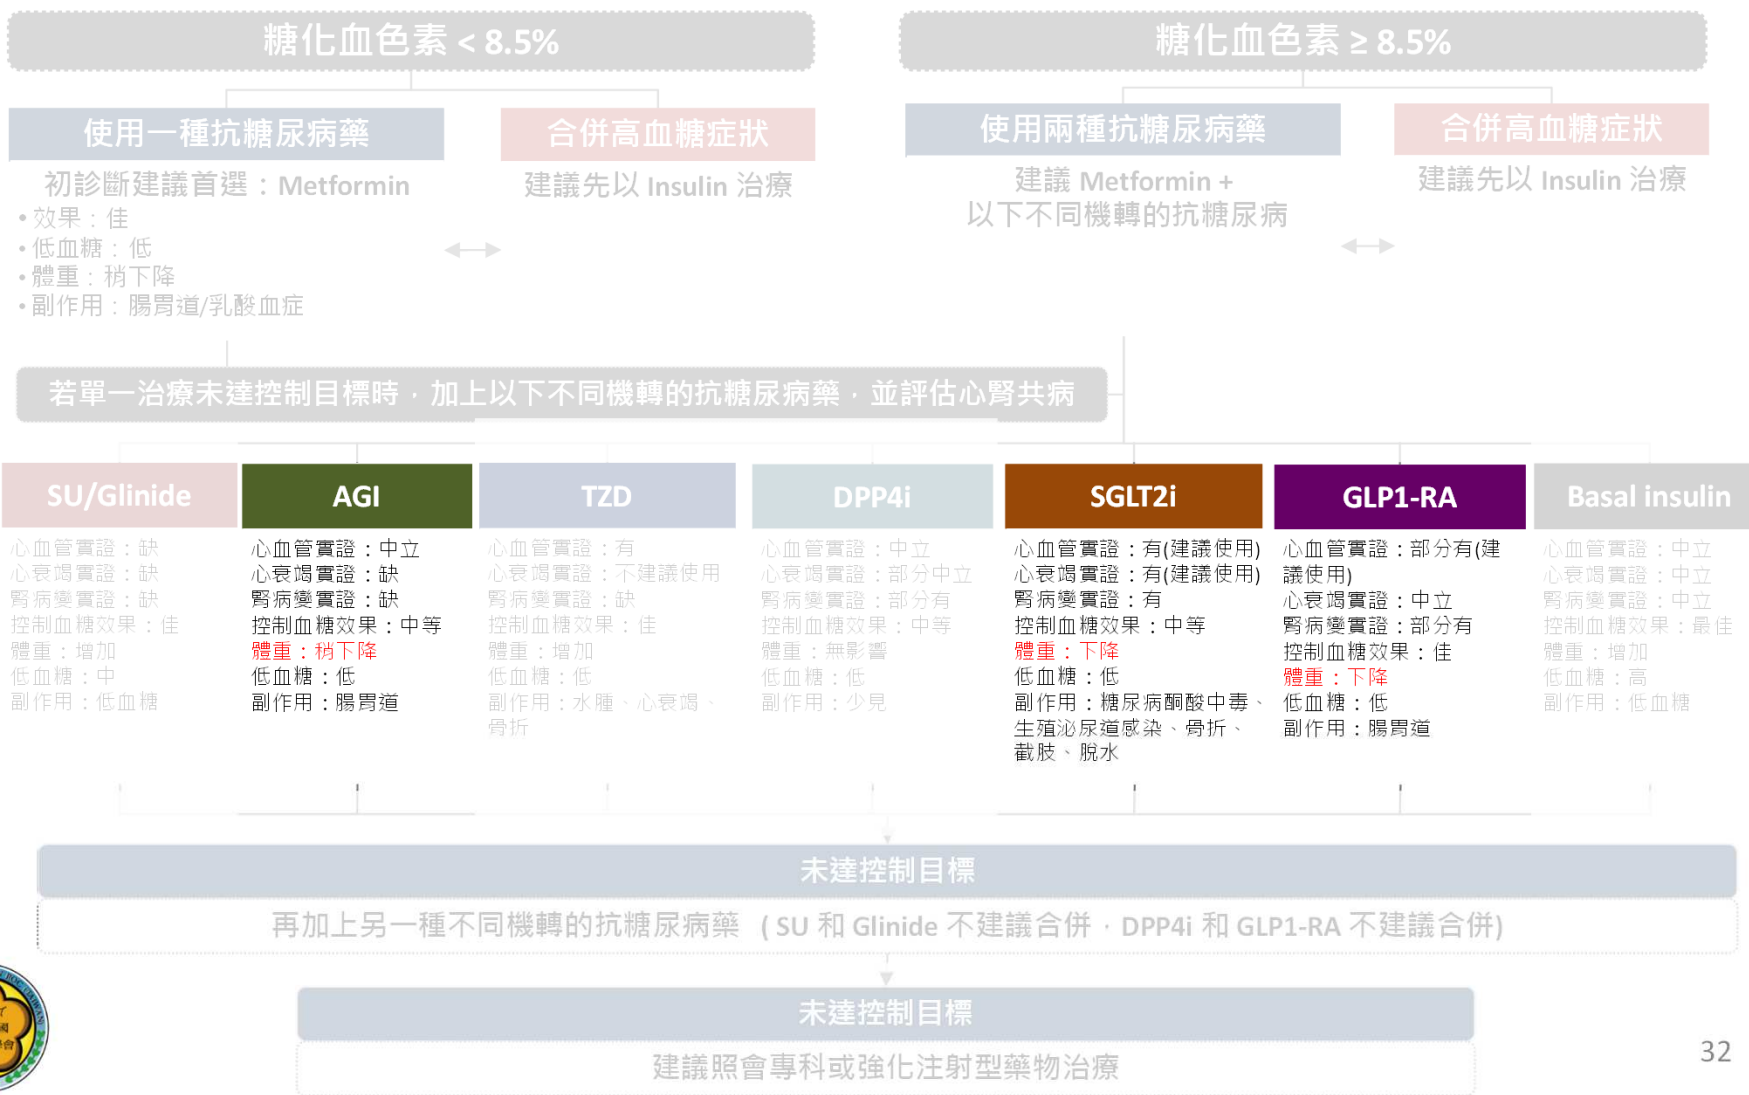 糖化血色素 < 8.5%
使用一種抗糖尿病藥
合併高血糖症狀
初診斷建議首選：Metformin
• 效果：佳
• 低血糖：低
• 體重：稍下降
• 副作用：腸胃道/乳酸血症
建議先以 Insulin 治療
糖化血色素 ≥ 8.5%
使用兩種抗糖尿病藥
合併高血糖症狀
建議 Metformin +
以下不同機轉的抗糖尿病
建議先以 Insulin 治療
若單一治療未達控制目標時，加上以下不同機轉的抗糖尿病藥，並評估心腎共病
SU/Glinide
心血管實證：缺
心衰竭實證：缺
腎病變實證：缺
控制血糖效果：佳
體重：增加
低血糖：中
副作用：低血糖
AGI
心血管實證：中立
心衰竭實證：缺
腎病變實證：缺
控制血糖效果：中等
體重：稍下降
低血糖：低
副作用：腸胃道
TZD
心血管實證：有
心衰竭實證：不建議使用
腎病變實證：缺
控制血糖效果：佳
體重：增加
低血糖：低
副作用：水腫、心衰竭、
骨折
DPP4i
心血管實證：中立
心衰竭實證：部分中立
腎病變實證：部分有
控制血糖效果：中等
體重：無影響
低血糖：低
副作用：少見
SGLT2i
心血管實證：有(建議使用)
心衰竭實證：有(建議使用)
腎病變實證：有
控制血糖效果：中等
體重：下降
低血糖：低
副作用：糖尿病酮酸中毒、
生殖泌尿道感染、骨折、
截肢、脫水
GLP1-RA
心血管實證：部分有(建
議使用)
心衰竭實證：中立
腎病變實證：部分有
控制血糖效果：佳
體重：下降
低血糖：低
副作用：腸胃道
Basal insulin
心血管實證：中立
心衰竭實證：中立
腎病變實證：中立
控制血糖效果：最佳
體重：增加
低血糖：高
副作用：低血糖
未達控制目標
再加上另一種不同機轉的抗糖尿病藥 ( SU 和 Glinide 不建議合併，DPP4i 和 GLP1-RA 不建議合併)
未達控制目標
建議照會專科或強化注射型藥物治療
32